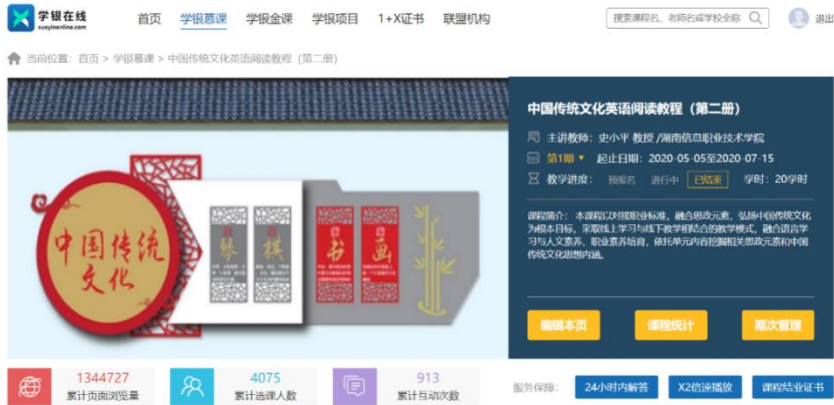 学银在线
xueyinonline.com
首页 学银慕课 学银金课 学银项目 1+X证书 联盟机构
搜索课程名、老师名或学校全称
退出
当前位置：首页 > 学银慕课 > 中国传统文化英语阅读教程（第二册）
中国传统
文化
琴 棋 书 画
中国传统文化英语阅读教程（第二册）
主讲教师：史小平 教授 /湖南信息职业技术学院
第1期 ▼ 起止日期：2020-05-05至2020-07-15
教学进度： 预报名 进行中 已结束 学时：20学时
课程简介： 本课程以对接职业标准，融合思政元素，弘扬中国传统文化
为根本目标，采取线上学习与线下教学相结合的教学模式，融合语言学
习与人文素养、职业素养培育，依托单元内容挖掘相关思政元素和中国
传统文化思想内涵。
编辑本页 课程统计 期次管理
1344727
累计页面浏览量
4075
累计选课人数
913
累计互动次数
服务保障： 24小时内解答 X2倍速播放 课程结业证书